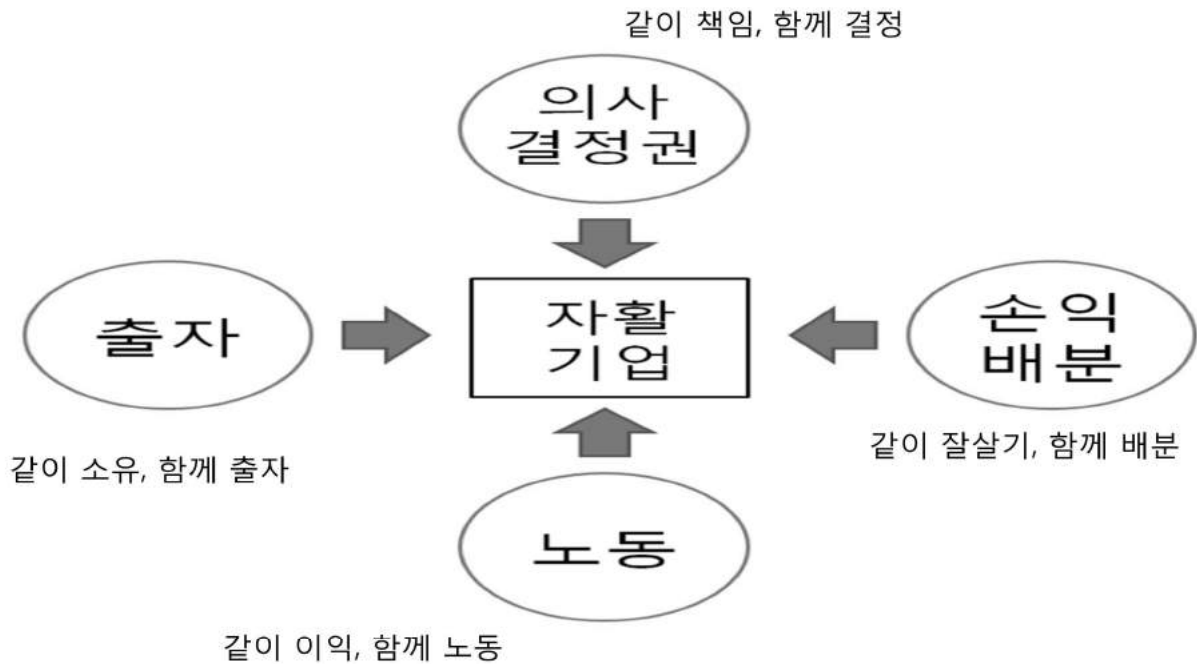 같이 책임, 함께 결정
의사
결정권
출자
자활
기업
손익
배분
같이 소유, 함께 출자
같이 잘살기, 함께 배분
노동
같이 이익, 함께 노동